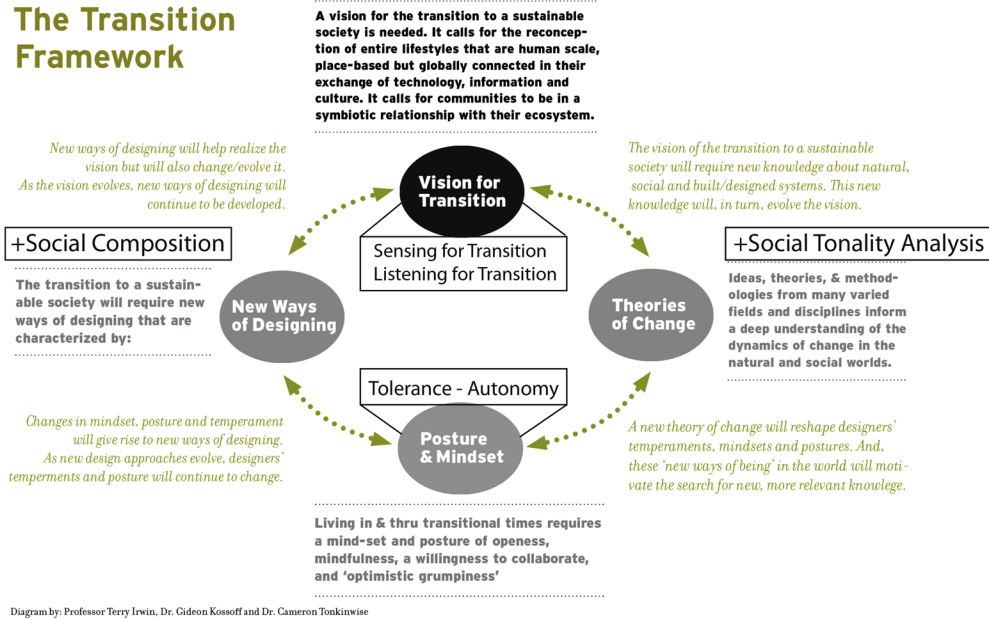 The Transition
Framework
A vision for the transition to a sustainable
society is needed. It calls for the reconcep-
tion of entire lifestyles that are human scale,
place-based but globally connected in their
exchange of technology, information and
culture. It calls for communities to be in a
symbiotic relationship with their ecosystem.
New ways of designing will help realize the
vision but will also change/evolve it.
As the vision evolves, new ways of designing will
continue to be developed.
Vision for
Transition
The vision of the transition to a sustainable
society will require new knowledge about natural,
social and built/designed systems. This new
knowledge will, in turn, evolve the vision.
+Social Composition
Sensing for Transition
Listening for Transition
+Social Tonality Analysis
The transition to a sustain-
able society will require new
ways of designing that are
characterized by:
New Ways
of Designing
Theories
of Change
Ideas, theories, & method-
ologies from many varied
fields and disciplines inform
a deep understanding of the
dynamics of change in the
natural and social worlds.
Tolerance - Autonomy
Changes in mindset, posture and temperament
will give rise to new ways of designing.
As new design approaches evolve, designers'
temperments and posture will continue to change.
Posture
& Mindset
A new theory of change will reshape designers'
temperaments, mindsets and postures. And,
these 'new ways of being' in the world will moti-
vate the search for new, more relevant knowlege.
Living in & thru transitional times requires
a mind-set and posture of openess,
mindfulness, a willingness to collaborate,
and 'optimistic grumpiness'
Diagram by: Professor Terry Irwin, Dr. Gideon Kossoff and Dr. Cameron Tonkinwise